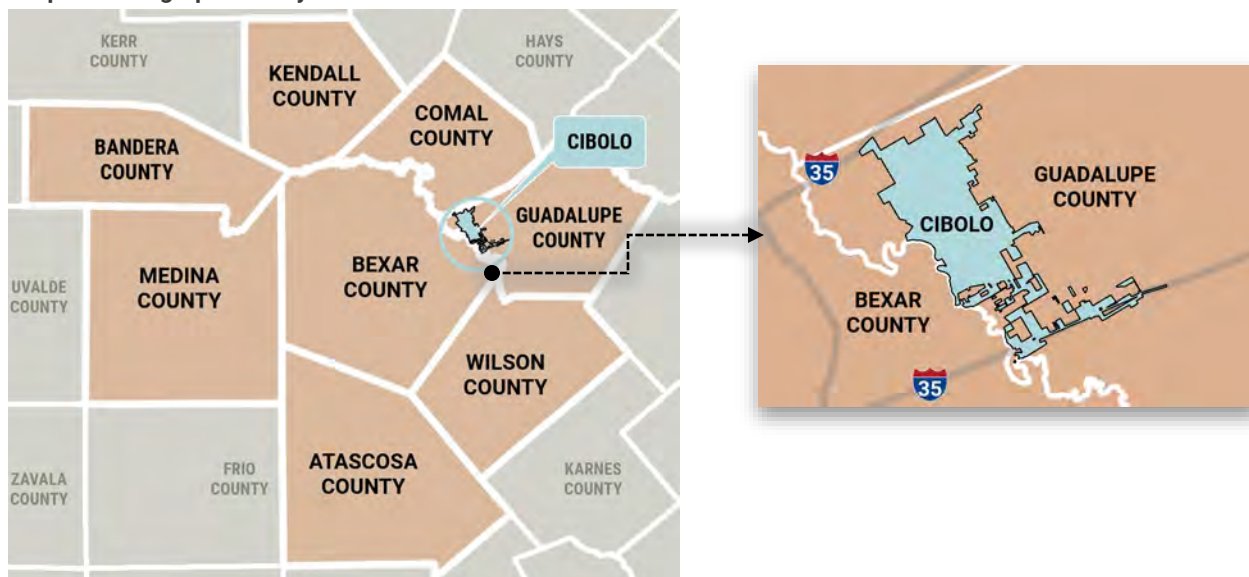 KERR
COUNTY
HAYS
COUNTY
KENDALL
COUNTY
COMAL
COUNTY
CIBOLO
BANDERA
COUNTY
GUADALUPE
COUNTY
BEXAR
COUNTY
MEDINA
COUNTY
UVALDE
COUNTY
WILSON
COUNTY
ATASCOSA
COUNTY
FRIO
COUNTY
KARNES
COUNTY
ZAVALA
COUNTY
35
GUADALUPE
COUNTY
CIBOLO
BEXAR
COUNTY
35